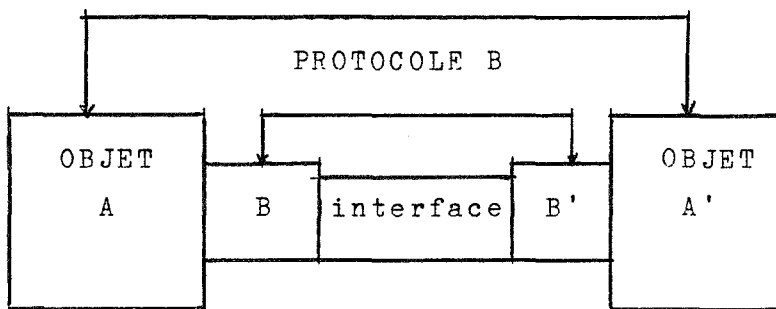 PROTOCOLE B
OBJET
A
B
interface
B'
OBJET
A'